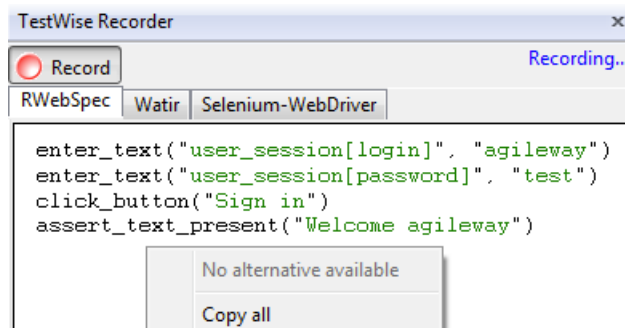 TestWise Recorder x
Record Recording..
RWebSpec Watir Selenium-WebDriver
enter_text("user_session[login]", "agileway")
enter_text("user_session[password]", "test")
click_button("Sign in")
assert_text_present("Welcome agileway")
No alternative available
Copy all